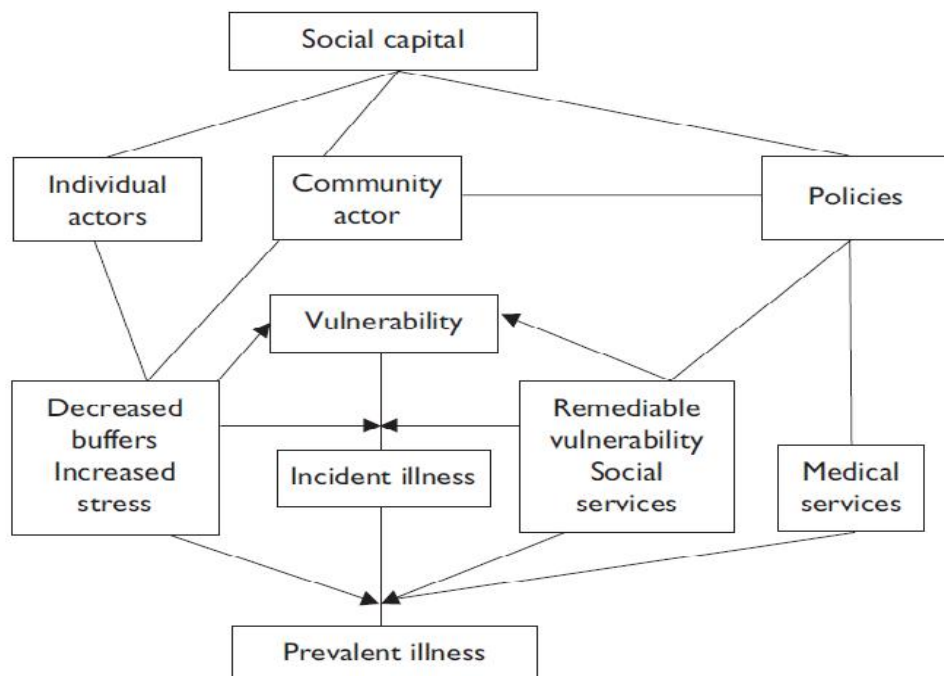 Social capital
Individual
actors
Community
actor
Policies
Vulnerability
Decreased
buffers
Increased
stress
Remediable
vulnerability
Social
services
Incident illness
Medical
services
Prevalent illness